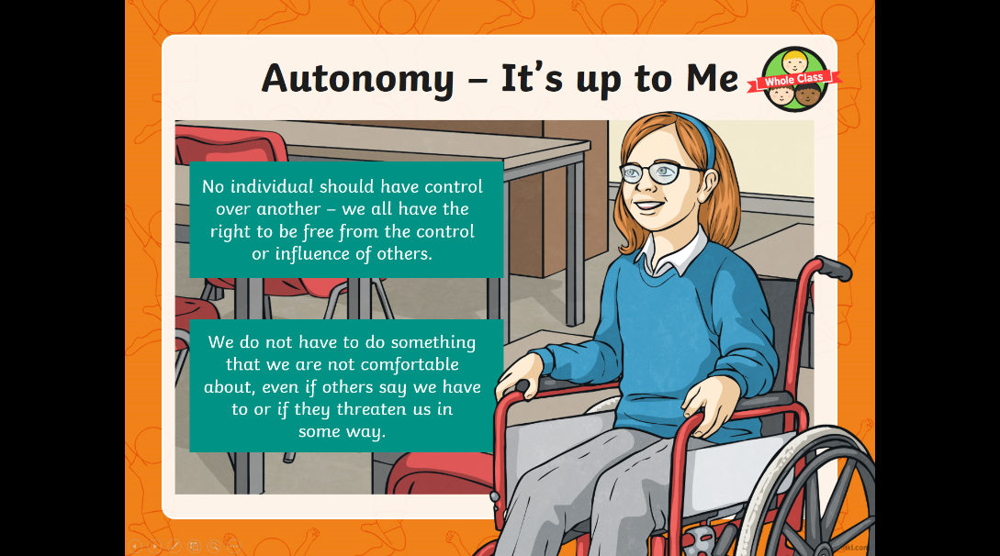 Autonomy – It's up to Me
Whole Class
No individual should have control
over another – we all have the
right to be free from the control
or influence of others.
We do not have to do something
that we are not comfortable
about, even if others say we have
to or if they threaten us in
some way.